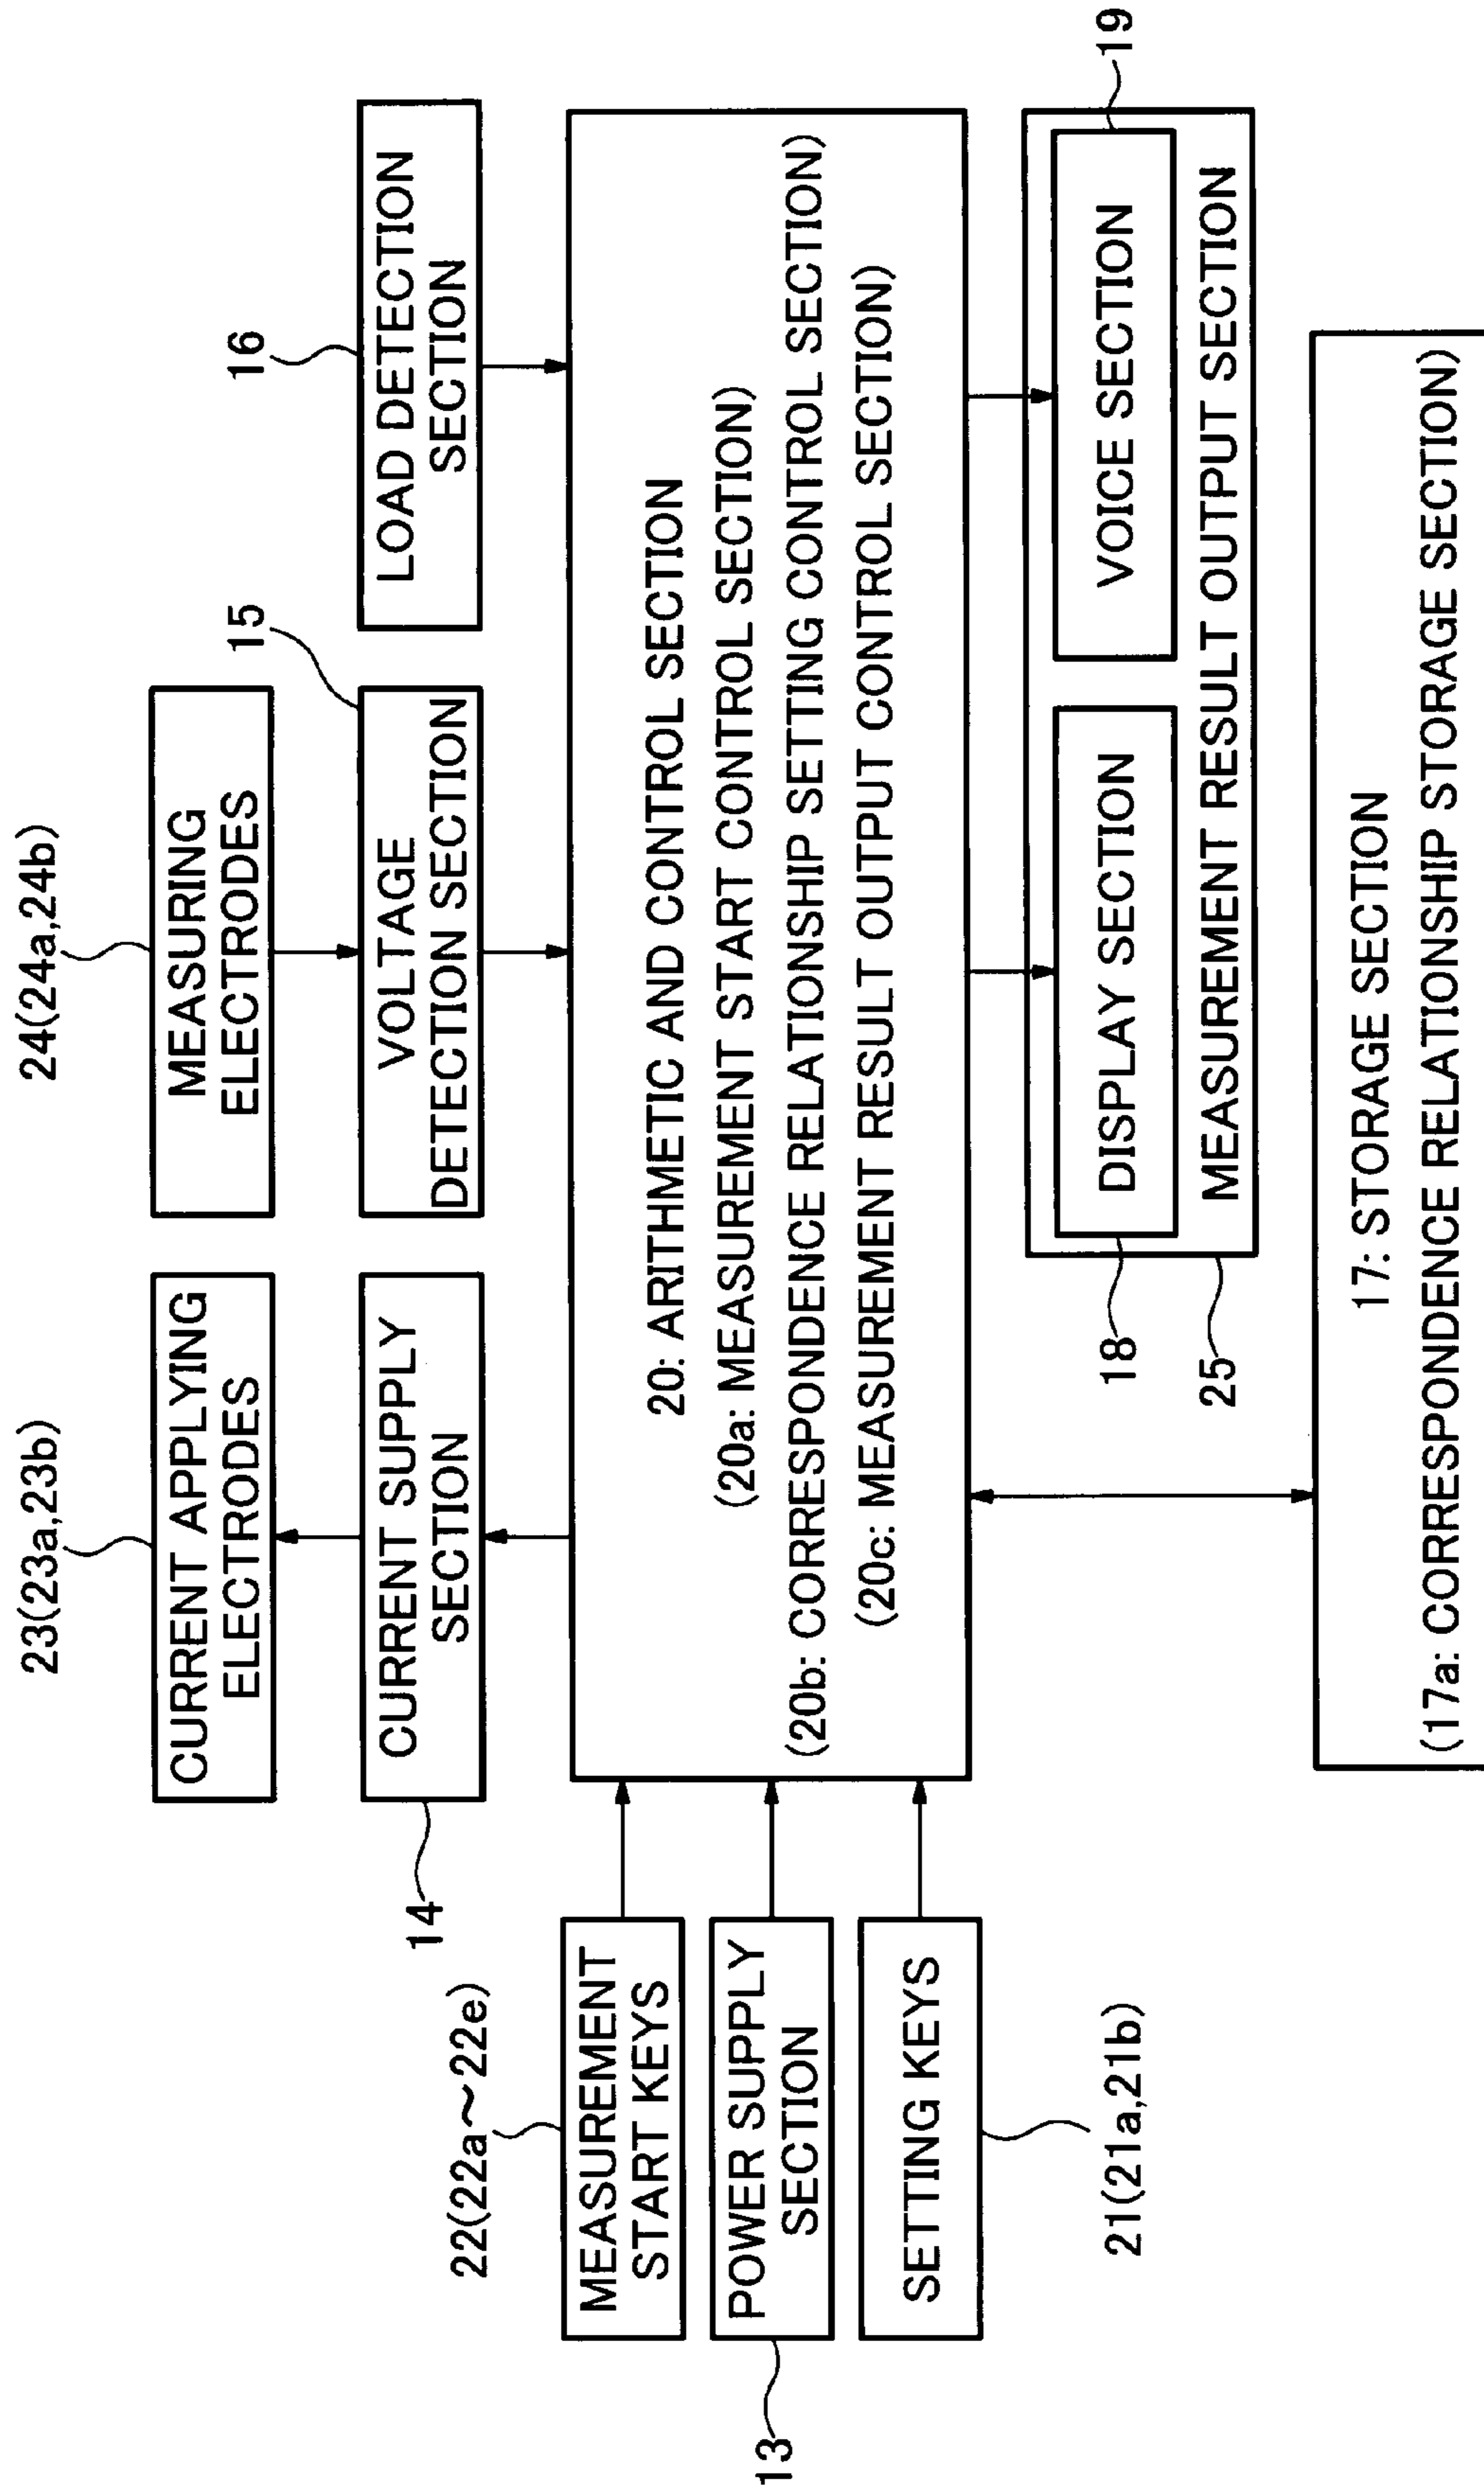 23(23a,23b)
24(24a,24b)
CURRENT APPLYING
ELECTRODES
MEASURING
ELECTRODES
15
16
14
CURRENT SUPPLY
SECTION
VOLTAGE
DETECTION SECTION
LOAD DETECTION
SECTION
22(22a～22e)
MEASUREMENT
START KEYS
13
POWER SUPPLY
SECTION
SETTING KEYS
21(21a,21b)
20: ARITHMETIC AND CONTROL SECTION
(20a: MEASUREMENT START CONTROL SECTION)
(20b: CORRESPONDENCE RELATIONSHIP SETTING CONTROL SECTION)
(20c: MEASUREMENT RESULT OUTPUT CONTROL SECTION)
18
DISPLAY SECTION
VOICE SECTION
19
25
MEASUREMENT RESULT OUTPUT SECTION
17: STORAGE SECTION
(17a: CORRESPONDENCE RELATIONSHIP STORAGE SECTION)